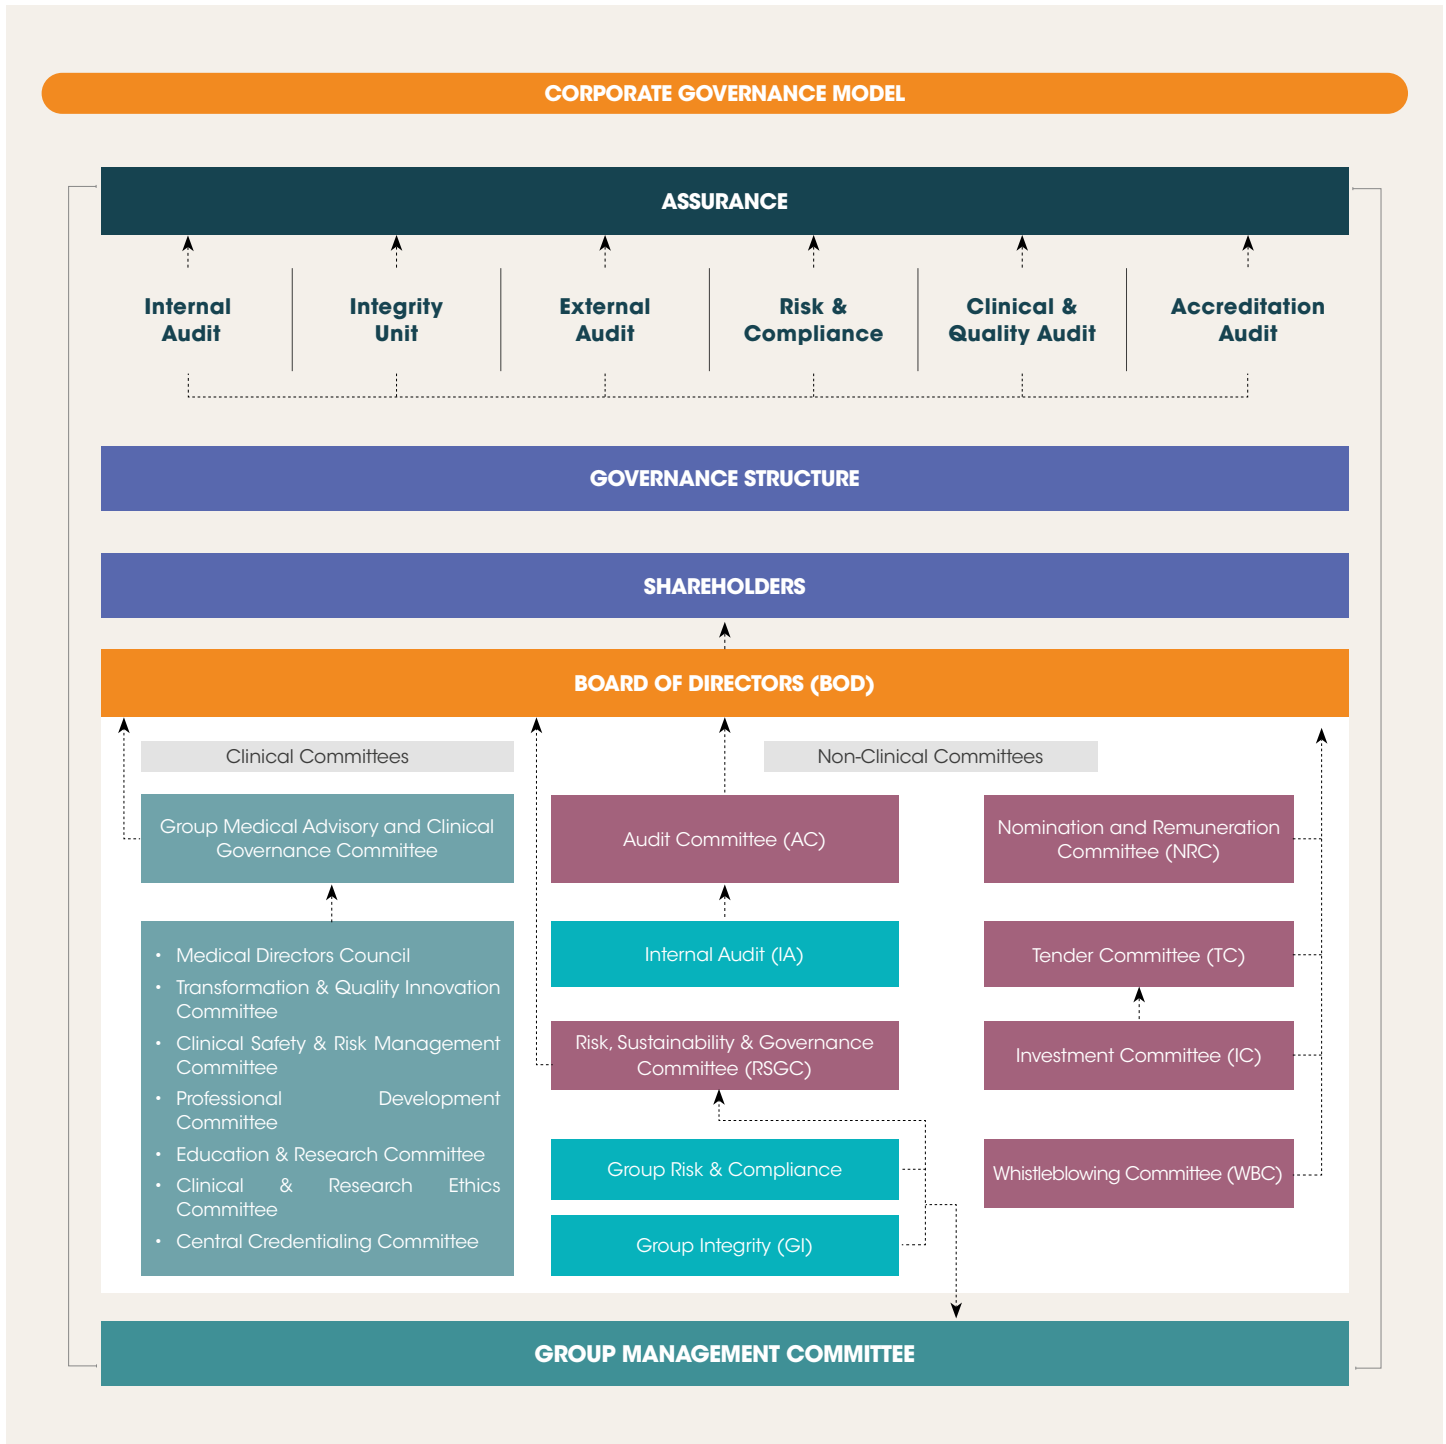 CORPORATE GOVERNANCE MODEL
ASSURANCE
Internal
Audit
Integrity
Unit
External
Audit
Risk &
Compliance
Clinical &
Quality Audit
Accreditation
Audit
GOVERNANCE STRUCTURE
SHAREHOLDERS
BOARD OF DIRECTORS (BOD)
Clinical Committees
Group Medical Advisory and Clinical
Governance Committee
• Medical Directors Council
• Transformation & Quality Innovation
Committee
• Clinical Safety & Risk Management
Committee
• Professional Development
Committee
• Education & Research Committee
• Clinical & Research Ethics
Committee
• Central Credentialing Committee
Non-Clinical Committees
Audit Committee (AC)
Internal Audit (IA)
Risk, Sustainability & Governance
Committee (RSGC)
Group Risk & Compliance
Group Integrity (GI)
Nomination and Remuneration
Committee (NRC)
Tender Committee (TC)
Investment Committee (IC)
Whistleblowing Committee (WBC)
GROUP MANAGEMENT COMMITTEE